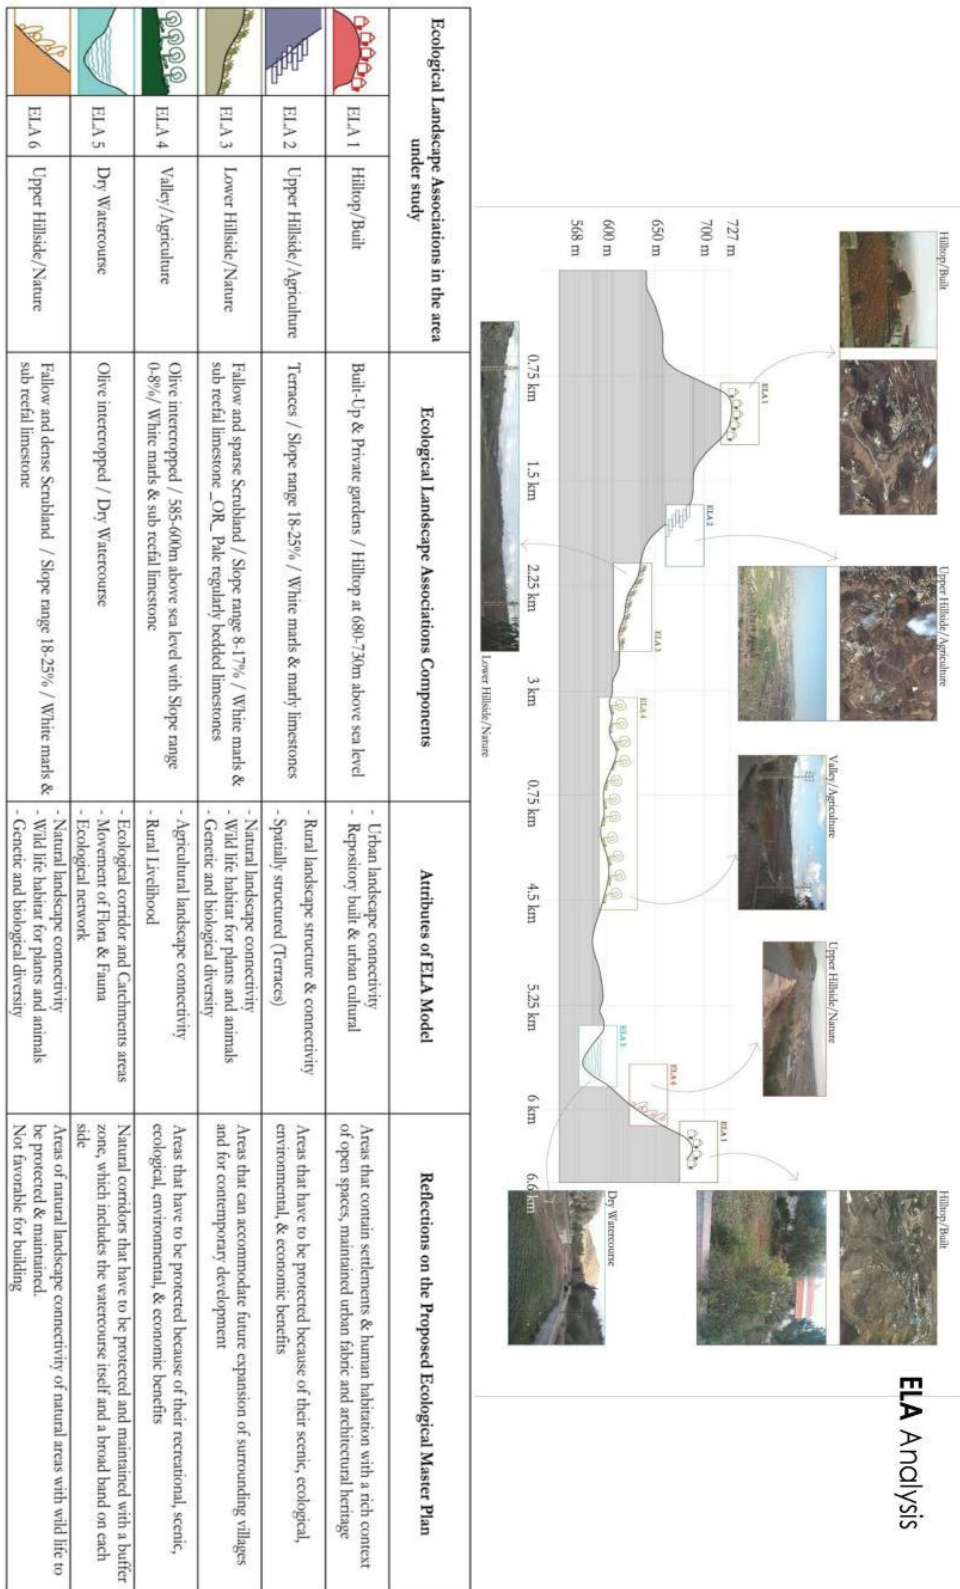 ELA Analysis
Hilltop/Built
Upper Hillside/Agriculture
Valley/Agriculture
Upper Hillside/Nature
Hilltop/Built
727 m
700 m
650 m
600 m
568 m
ELA 1
ELA 2
ELA 3
ELA 4
ELA 5
ELA 6
ELA 1
0.75 km
1.5 km
2.25 km
3 km
0.75 km
4.5 km
5.25 km
6 km
6.6 km
Lower Hillside/Nature
Dry Watercourse
Ecological Landscape Associations in the area
under study
Ecological Landscape Associations Components
Attributes of ELA Model
Reflections on the Proposed Ecological Master Plan
ELA 1
Hilltop/Built
Built-Up & Private gardens / Hilltop at 680-730m above sea level
- Urban landscape connectivity
- Repository built & urban cultural
Areas that contain settlements & human habitation with a rich context
of open spaces, maintained urban fabric and architectural heritage
ELA 2
Upper Hillside/Agriculture
Terraces / Slope range 18-25% / White marls & marly limestones
- Rural landscape structure & connectivity
- Spatially structured (Terraces)
Areas that have to be protected because of their scenic, ecological,
environmental, & economic benefits
ELA 3
Lower Hillside/Nature
Fallow and sparse Scrubland / Slope range 8-17% / White marls &
sub reefal limestone _OR_ Pale regularly bedded limestones
- Natural landscape connectivity
- Wild life habitat for plants and animals
- Genetic and biological diversity
Areas that can accommodate future expansion of surrounding villages
and for contemporary development
ELA 4
Valley/Agriculture
Olive intercropped / 585-600m above sea level with Slope range
0-8%/ White marls & sub reefal limestone
- Agricultural landscape connectivity
- Rural Livelihood
Areas that have to be protected because of their recreational, scenic,
ecological, environmental, & economic benefits
ELA 5
Dry Watercourse
Olive intercropped / Dry Watercourse
- Ecological corridor and Catchments areas
- Movement of Flora & Fauna
- Ecological network
Natural corridors that have to be protected and maintained with a buffer
zone, which includes the watercourse itself and a broad band on each
side
ELA 6
Upper Hillside/Nature
Fallow and dense Scrubland / Slope range 18-25% / White marls &
sub reefal limestone
- Natural landscape connectivity
- Wild life habitat for plants and animals
- Genetic and biological diversity
Areas of natural landscape connectivity of natural areas with wild life to
be protected & maintained.
Not favorable for building